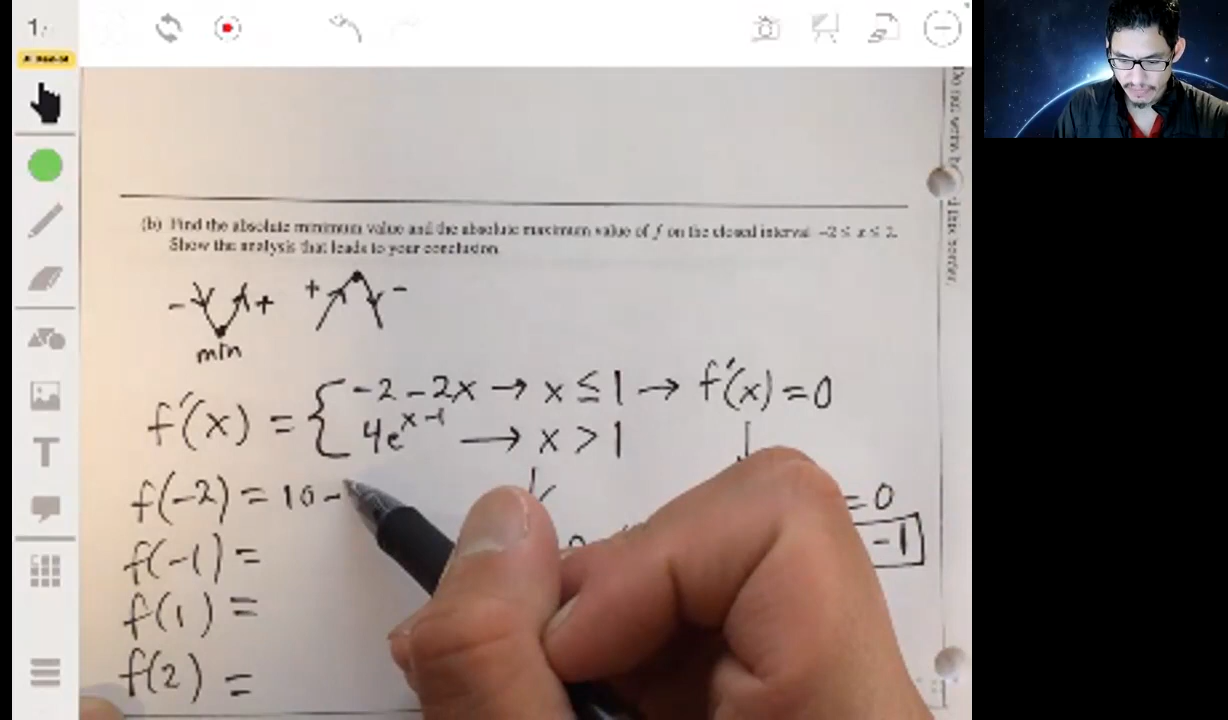 (b) Find the absolute minimum value and the absolute maximum value of f on the closed interval −2 ≤ x ≤ 2.
Show the analysis that leads to your conclusion.
− + + −
min
f'(x) = { -2 - 2x → x ≤ 1 → f'(x) = 0
4e^{x-1} → x > 1
f(-2) = 10 -
= 0
f(-1) =
-1
f(1) =
f(2) =
T